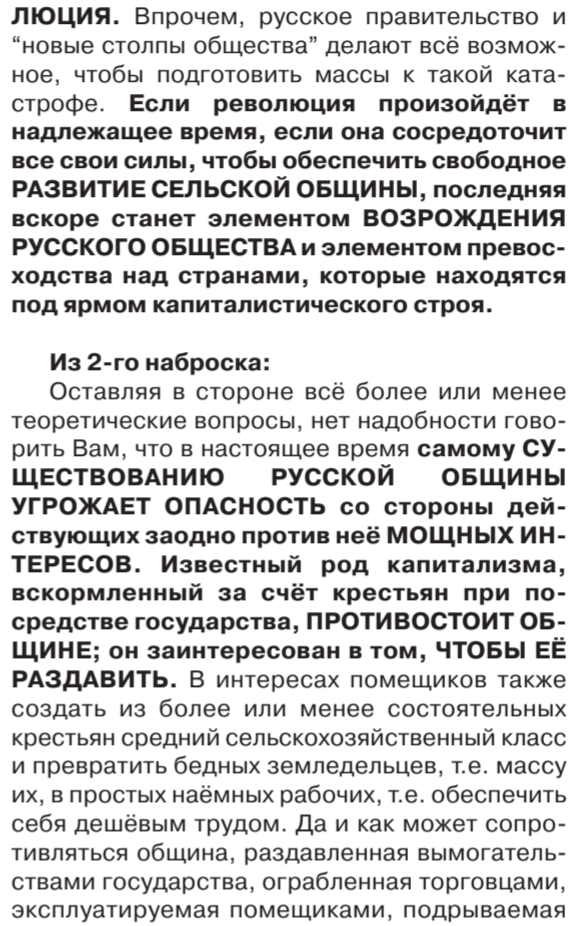 ЛЮЦИЯ. Впрочем, русское правительство и
“новые столпы общества” делают всё возмож-
ное, чтобы подготовить массы к такой ката-
строфе. Если революция произойдёт в
надлежащее время, если она сосредоточит
все свои силы, чтобы обеспечить свободное
РАЗВИТИЕ СЕЛЬСКОЙ ОБЩИНЫ, последняя
вскоре станет элементом ВОЗРОЖДЕНИЯ
РУССКОГО ОБЩЕСТВА и элементом превос-
ходства над странами, которые находятся
под ярмом капиталистического строя.
Из 2-го наброска:
Оставляя в стороне всё более или менее
теоретические вопросы, нет надобности гово-
рить Вам, что в настоящее время самому СУ-
ЩЕСТВОВАНИЮ РУССКОЙ ОБЩИНЫ
УГРОЖАЕТ ОПАСНОСТЬ со стороны дей-
ствующих заодно против неё МОЩНЫХ ИН-
ТЕРЕСОВ. Известный род капитализма,
вскормленный за счёт крестьян при по-
средстве государства, ПРОТИВОСТОИТ ОБ-
ЩИНЕ; он заинтересован в том, ЧТОБЫ ЕЁ
РАЗДАВИТЬ. В интересах помещиков также
создать из более или менее состоятельных
крестьян средний сельскохозяйственный класс
и превратить бедных земледельцев, т.е. массу
их, в простых наёмных рабочих, т.е. обеспечить
себя дешёвым трудом. Да и как может сопро-
тивляться община, раздавленная вымогатель-
ствами государства, ограбленная торговцами,
эксплуатируемая помещиками, подрываемая